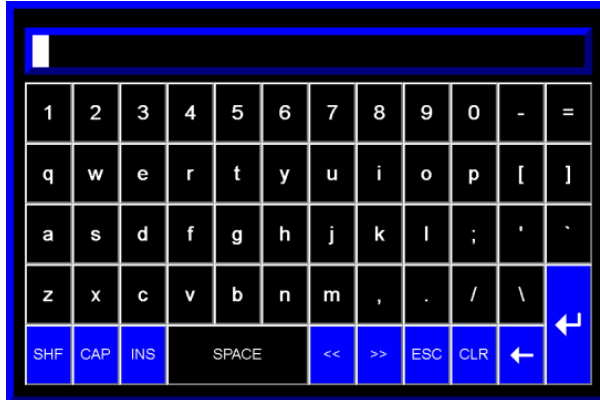 1 2 3 4 5 6 7 8 9 0 - =
q w e r t y u i o p [ ]
a s d f g h j k l ; ' `
z x c v b n m , . / \
SHF CAP INS SPACE << >> ESC CLR ← ↵